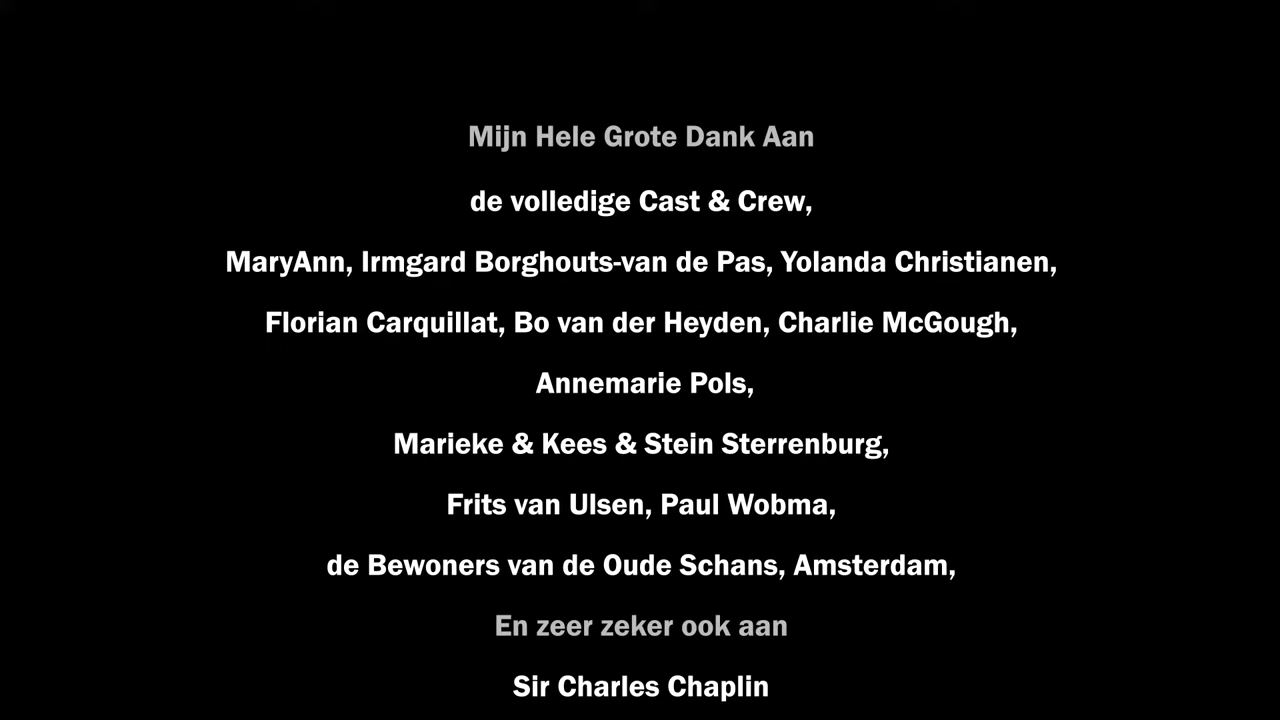 Mijn Hele Grote Dank Aan
de volledige Cast & Crew,
MaryAnn, Irmgard Borghouts-van de Pas, Yolanda Christianen,
Florian Carquillat, Bo van der Heyden, Charlie McGough,
Annemarie Pols,
Marieke & Kees & Stein Sterrenburg,
Frits van Ulsen, Paul Wobma,
de Bewoners van de Oude Schans, Amsterdam,
En zeer zeker ook aan
Sir Charles Chaplin